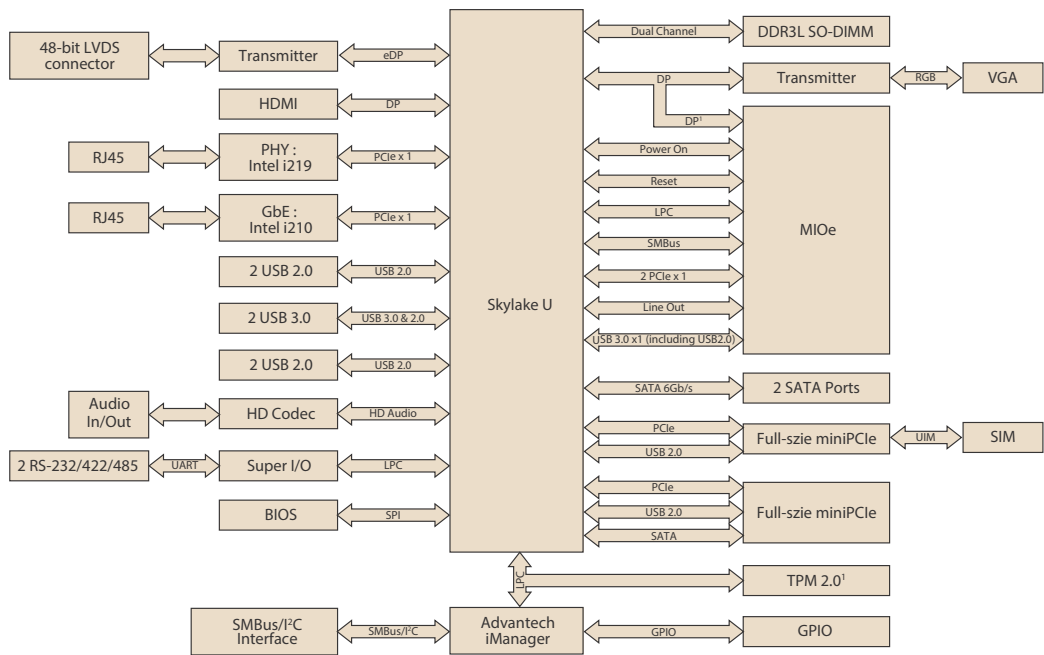 48-bit LVDS
connector
Transmitter
eDP
HDMI
DP
RJ45
PHY :
Intel i219
PCIe x 1
RJ45
GbE :
Intel i210
PCIe x 1
2 USB 2.0
USB 2.0
2 USB 3.0
USB 3.0 & 2.0
2 USB 2.0
USB 2.0
Audio
In/Out
HD Codec
HD Audio
2 RS-232/422/485
UART
Super I/O
LPC
BIOS
SPI
Skylake U
Dual Channel
DDR3L SO-DIMM
DP
Transmitter
RGB
VGA
DP¹
Power On
Reset
LPC
SMBus
2 PCIe x 1
Line Out
USB 3.0 x1 (including USB2.0)
MIOe
SATA 6Gb/s
2 SATA Ports
PCIe
USB 2.0
Full-szie miniPCIe
UIM
SIM
PCIe
USB 2.0
SATA
Full-szie miniPCIe
LPC
TPM 2.0¹
SMBus/I²C
Interface
SMBus/I²C
Advantech
iManager
GPIO
GPIO